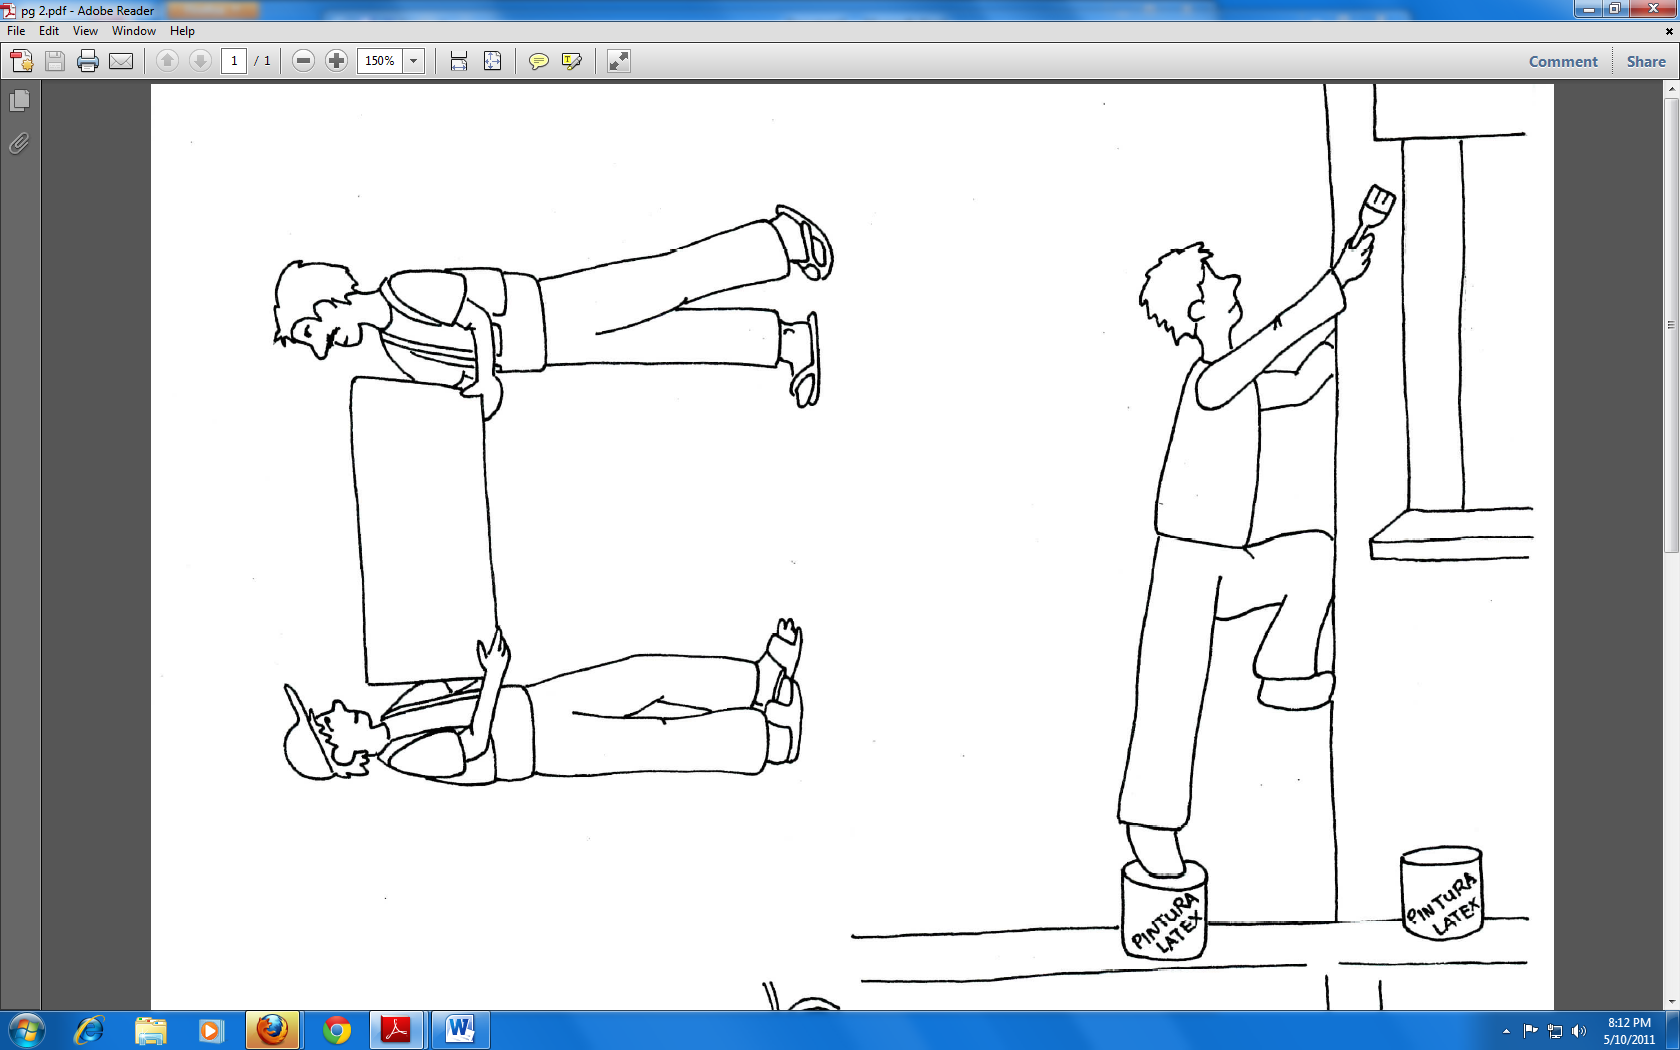 pg 2.pdf - Adobe Reader
File Edit View Window Help
1 / 1 150% Comment Share
PINTURA
LATEX
PINTURA
LATEX
8:12 PM
5/10/2011